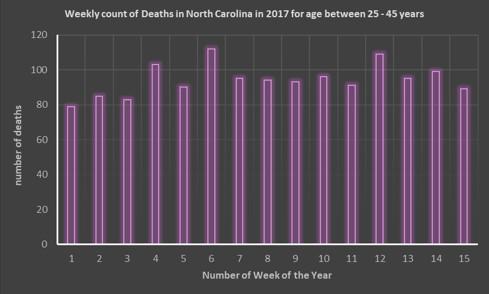 Weekly count of Deaths in North Carolina in 2017 for age between 25 - 45 years
120
100
80
60
40
20
0
number of deaths
1 2 3 4 5 6 7 8 9 10 11 12 13 14 15
Number of Week of the Year